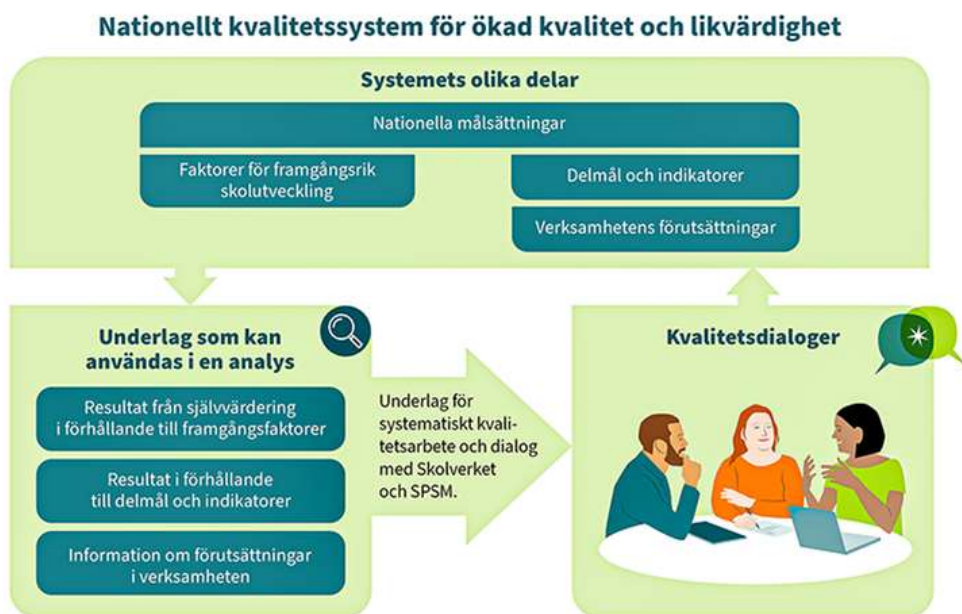 Nationellt kvalitetssystem för ökad kvalitet och likvärdighet
Systemets olika delar
Nationella målsättningar
Faktorer för framgångsrik
skolutveckling
Delmål och indikatorer
Verksamhetens förutsättningar
Underlag som kan
användas i en analys
Resultat från självvärdering
i förhållande till framgångsfaktorer
Resultat i förhållande
till delmål och indikatorer
Information om förutsättningar
i verksamheten
Underlag för
systematiskt kvali-
tetsarbete och dialog
med Skolverket
och SPSM.
Kvalitetsdialoger